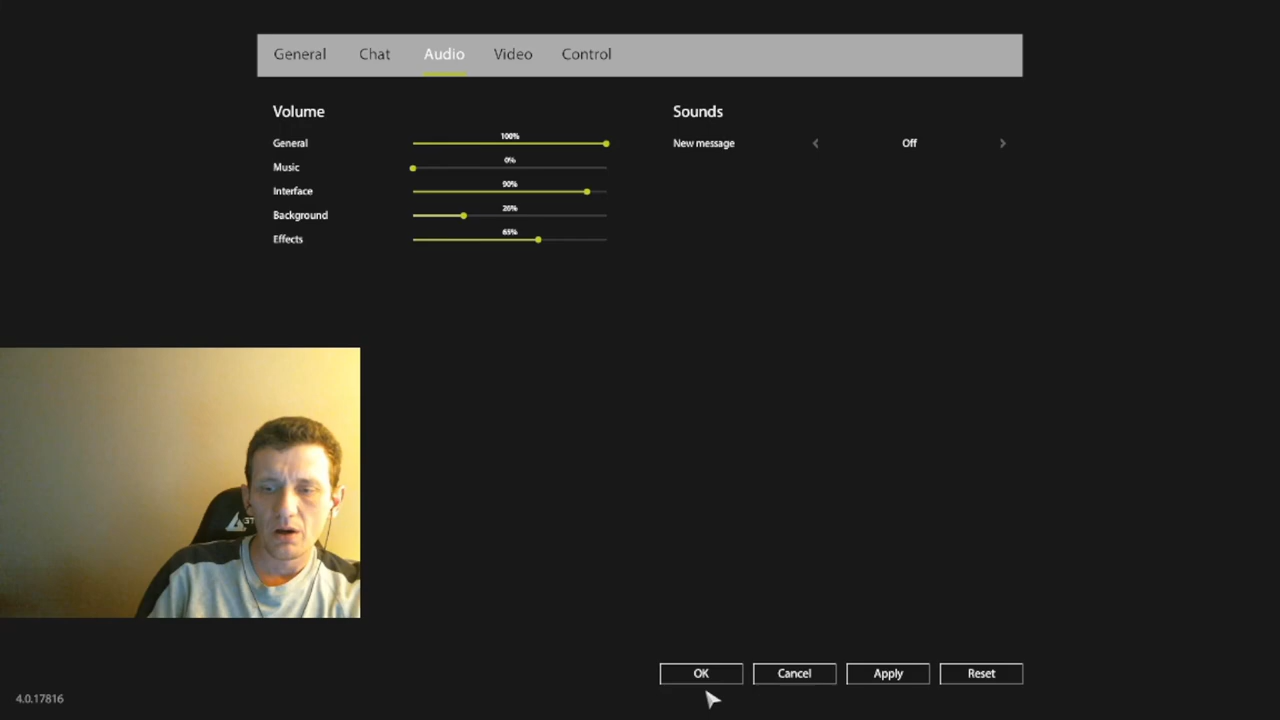 General Chat Audio Video Control
Volume
General 100%
Music 0%
Interface 90%
Background 26%
Effects 65%
Sounds
New message Off
OK Cancel Apply Reset
4.0.17816